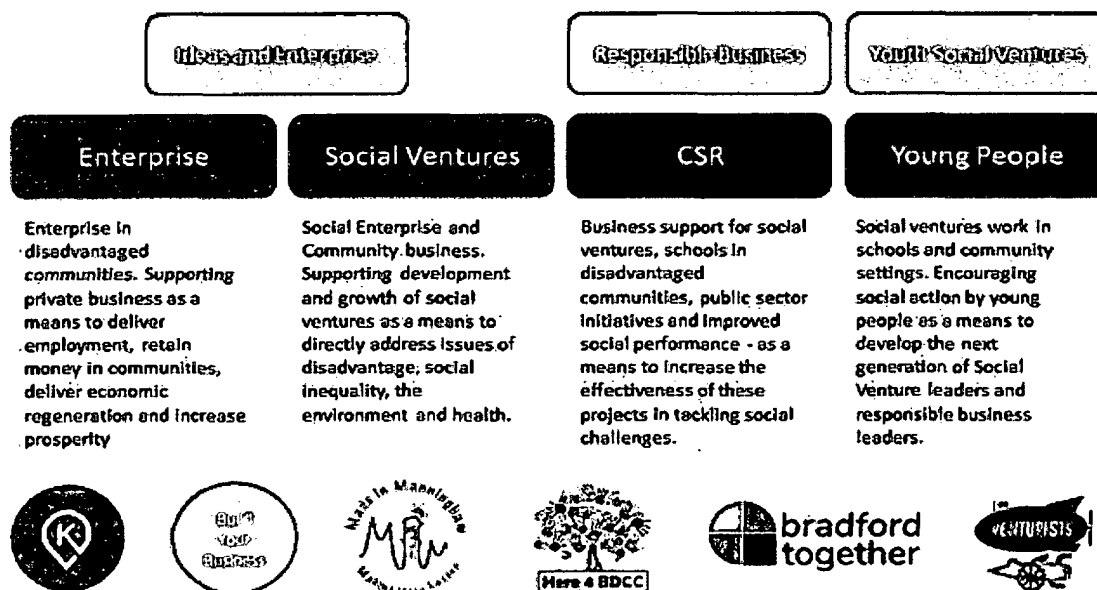 Ideas and Enterprise
Responsible Business
Youth Social Ventures
Enterprise
Social Ventures
CSR
Young People
Enterprise in
disadvantaged
communities. Supporting
private business as a
means to deliver
employment, retain
money in communities,
deliver economic
regeneration and increase
prosperity
Social Enterprise and
Community business.
Supporting development
and growth of social
ventures as a means to
directly address issues of
disadvantage, social
inequality, the
environment and health.
Business support for social
ventures, schools in
disadvantaged
communities, public sector
initiatives and improved
social performance - as a
means to increase the
effectiveness of these
projects in tackling social
challenges.
Social ventures work in
schools and community
settings. Encouraging
social action by young
people as a means to
develop the next
generation of Social
Venture leaders and
responsible business
leaders.
K
Build
Your
Business
Made in Manningham
Here 4 BDCC
bradford
together
VENTURISTS